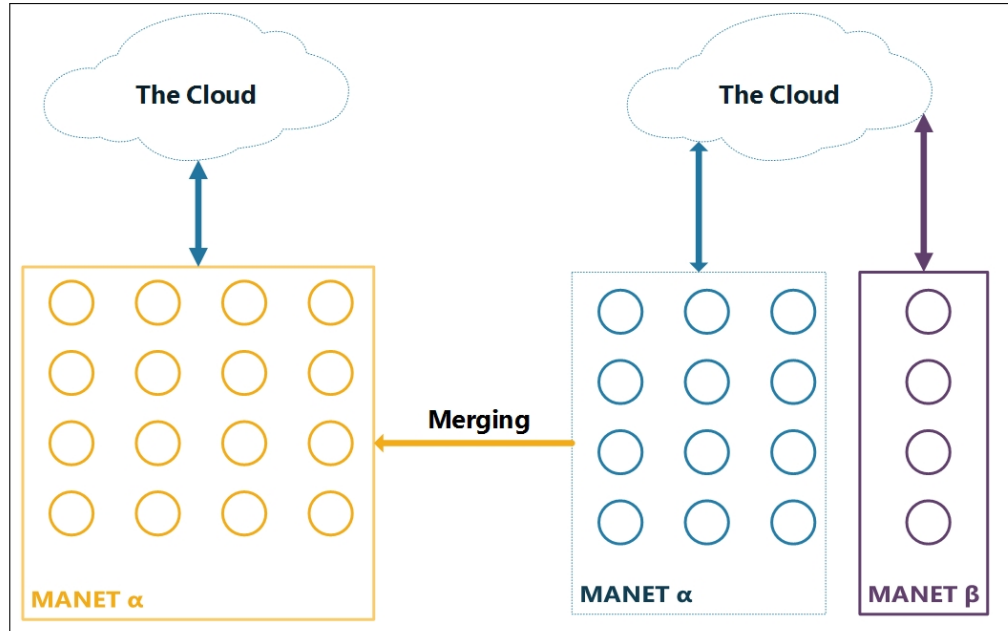 The Cloud
The Cloud
Merging
MANET α
MANET α
MANET β